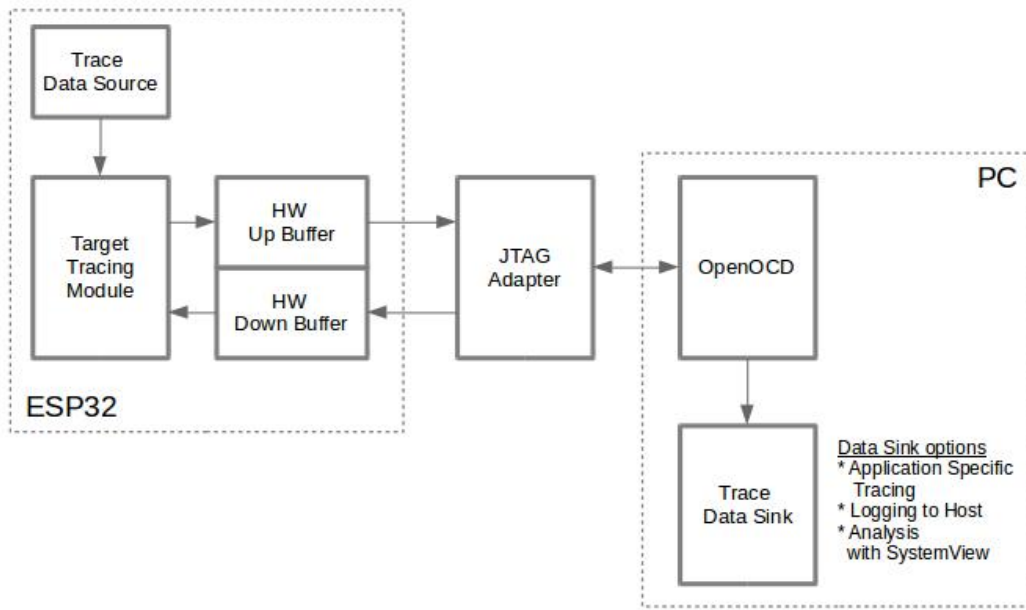 Trace
Data Source
Target
Tracing
Module
HW
Up Buffer
HW
Down Buffer
ESP32
JTAG
Adapter
PC
OpenOCD
Trace
Data Sink
Data Sink options
* Application Specific
Tracing
* Logging to Host
* Analysis
with SystemView